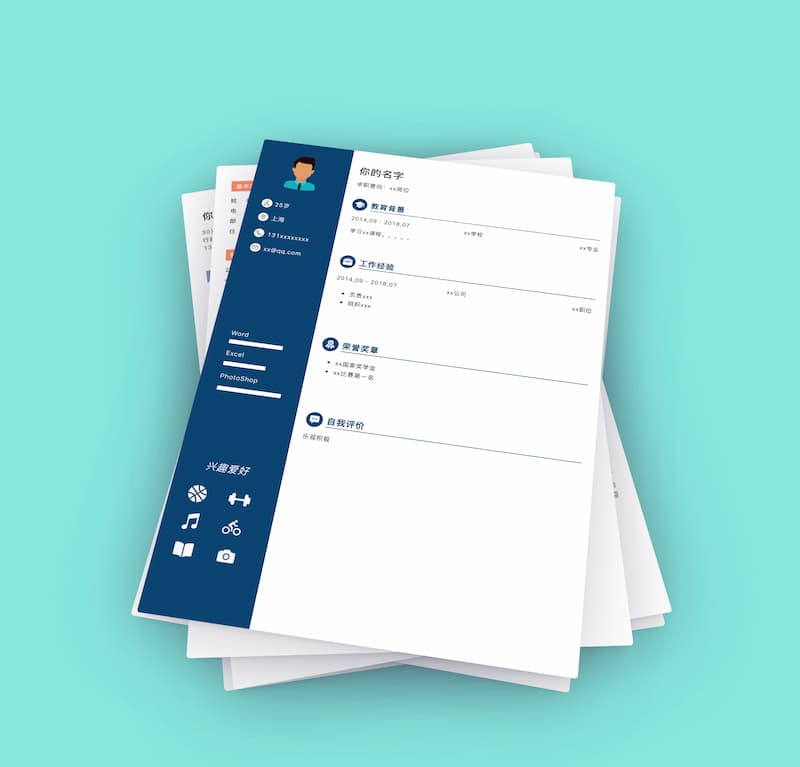 你的名字
求职意向：xx岗位
25岁
上海
131xxxxxxxx
xx@qq.com
Word
Excel
PhotoShop
兴趣爱好
教育背景
2014.09 - 2018.07 xx学校 xx专业
学习xx课程。。。。。
工作经验
2014.09 - 2018.07 xx公司 xx职位
负责xxx
组织xxx
荣誉奖章
xx国家奖学金
xx比赛第一名
自我评价
乐观积极